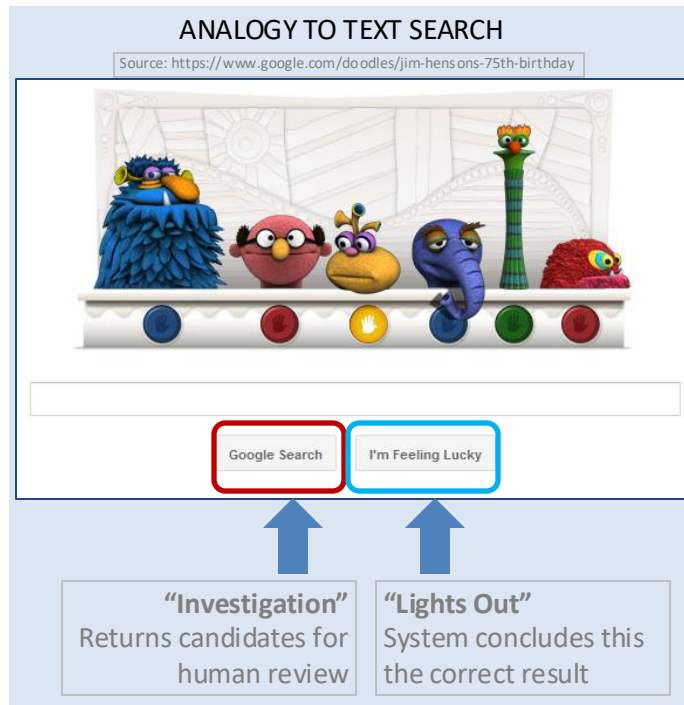 ANALOGY TO TEXT SEARCH
Source: https://www.google.com/doodles/jim-hensons-75th-birthday
Google Search
I'm Feeling Lucky
“Investigation”
Returns candidates for
human review
“Lights Out”
System concludes this
the correct result